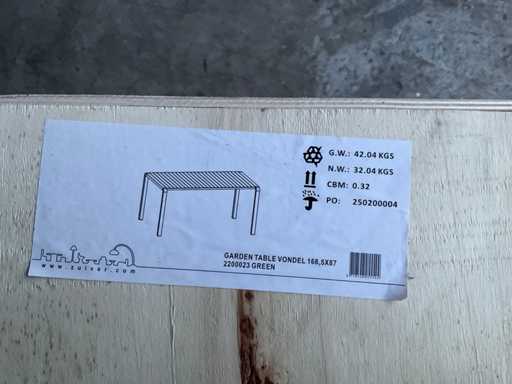 G.W.: 42.04 KGS
N.W.: 32.04 KGS
CBM: 0.32
PO: 250200004
GARDEN TABLE VONDEL 168,5X87
2200023 GREEN
www.zuiver.com